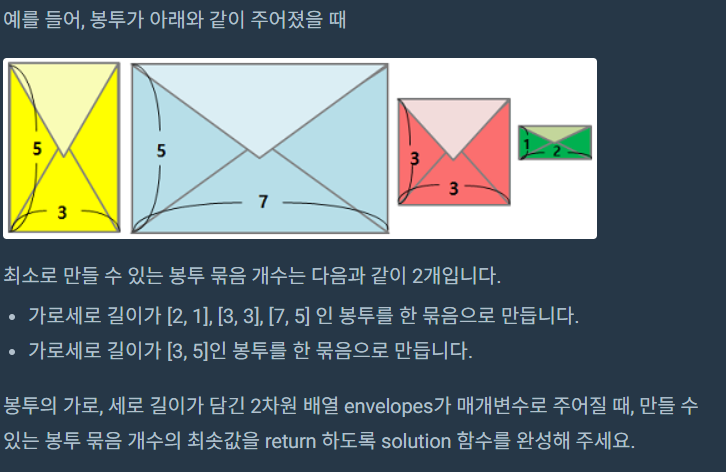 예를 들어, 봉투가 아래와 같이 주어졌을 때
5
3
5
7
3
3
1
2
최소로 만들 수 있는 봉투 묶음 개수는 다음과 같이 2개입니다.
• 가로세로 길이가 [2, 1], [3, 3], [7, 5] 인 봉투를 한 묶음으로 만듭니다.
• 가로세로 길이가 [3, 5]인 봉투를 한 묶음으로 만듭니다.
봉투의 가로, 세로 길이가 담긴 2차원 배열 envelopes가 매개변수로 주어질 때, 만들 수
있는 봉투 묶음 개수의 최솟값을 return 하도록 solution 함수를 완성해 주세요.